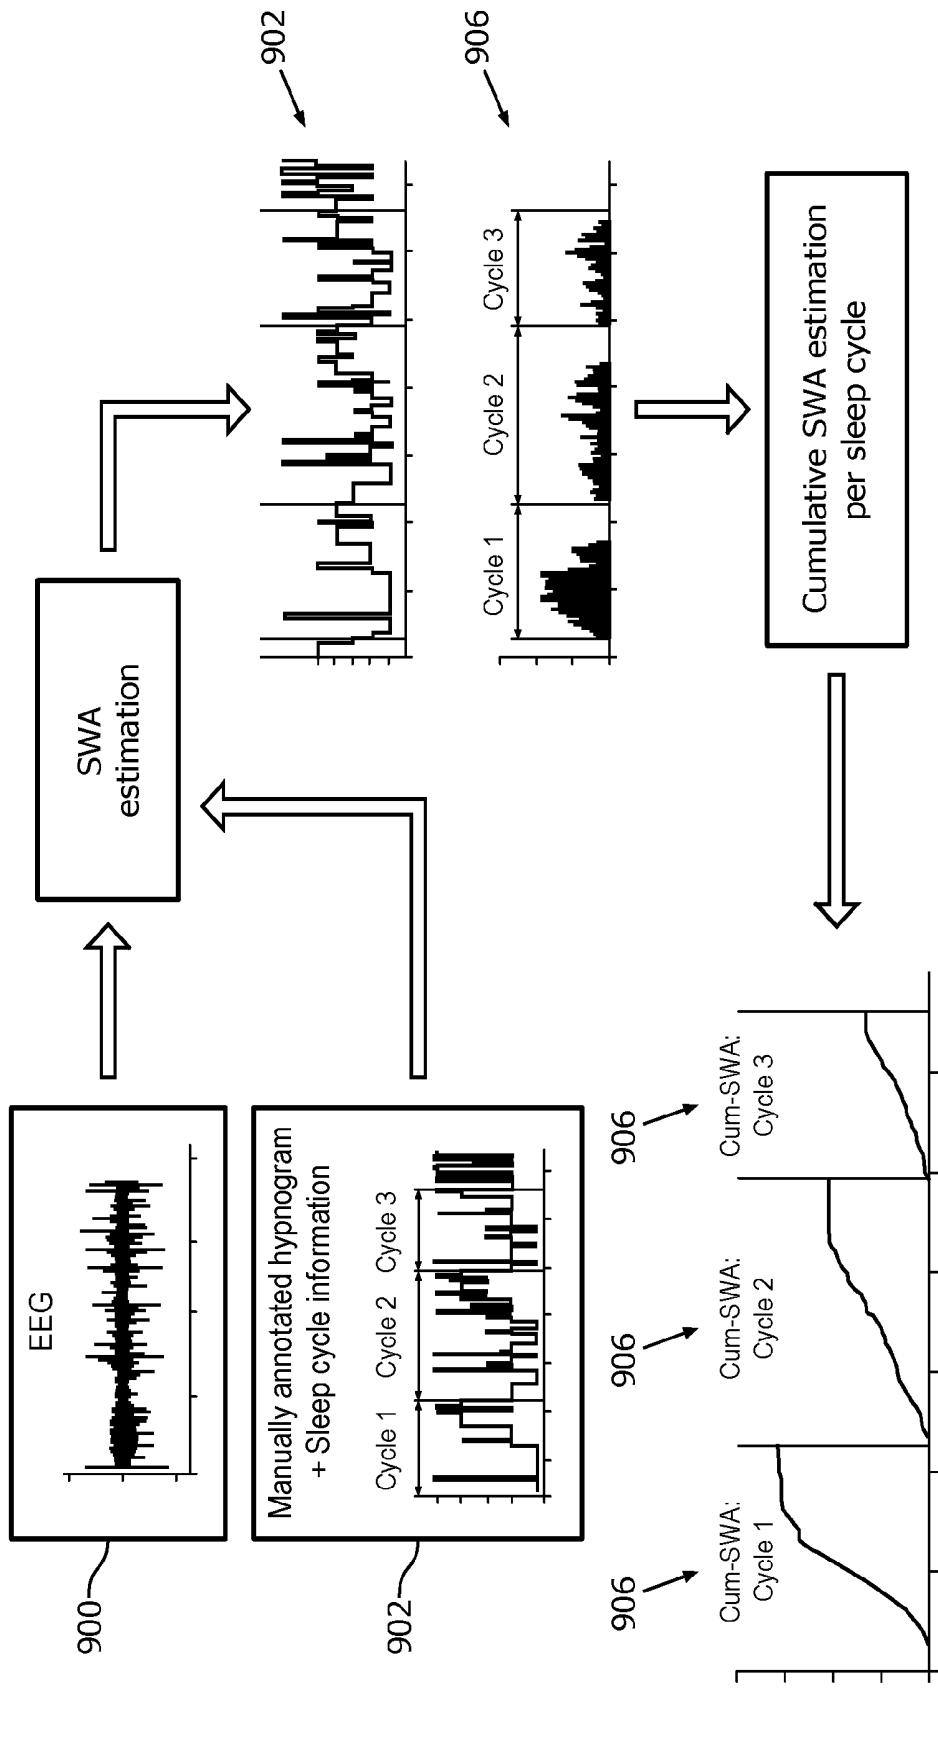 900
EEG
902
Manually annotated hypnogram
+ Sleep cycle information
Cycle 1
Cycle 2
Cycle 3
SWA
estimation
902
906
Cycle 1
Cycle 2
Cycle 3
Cumulative SWA estimation
per sleep cycle
906
Cum-SWA:
Cycle 1
906
Cum-SWA:
Cycle 2
906
Cum-SWA:
Cycle 3